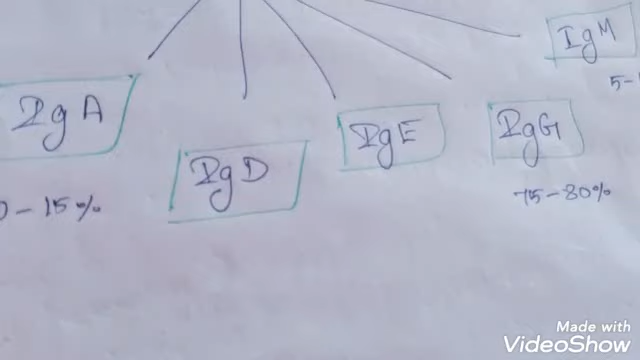 IgM
IgA
IgD
IgE
IgG
- 15%
75-80%
Made with
VideoShow